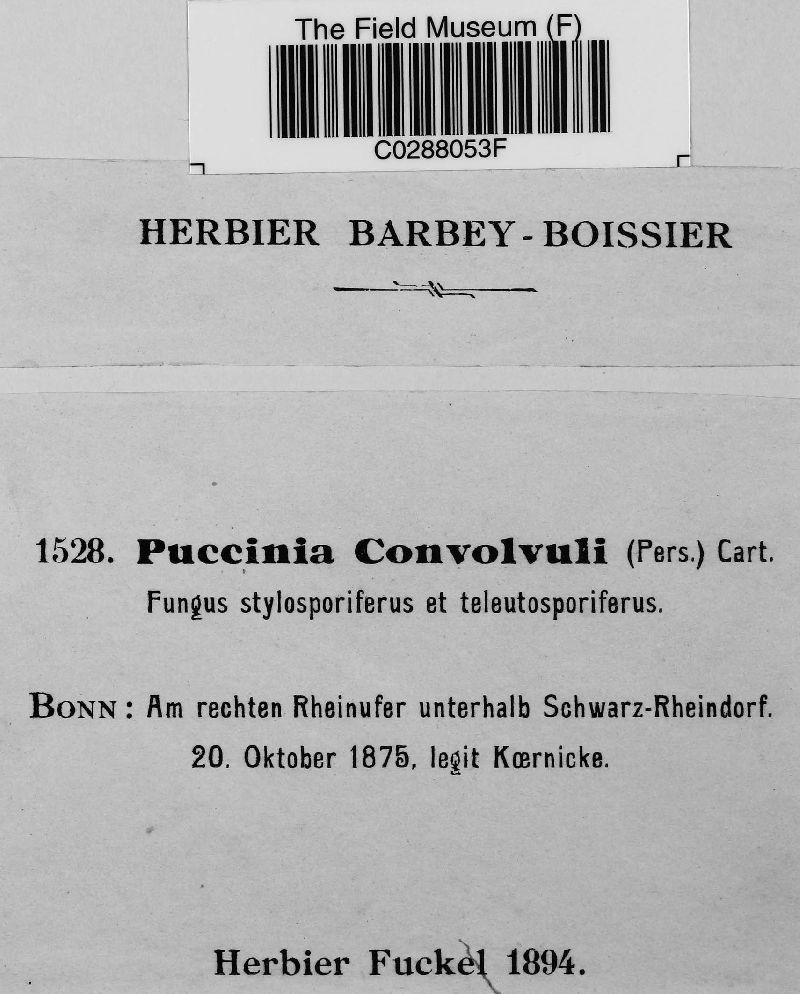 The Field Museum (F)
C0288053F
HERBIER BARBEY-BOISSIER
1528. Puccinia Convolvuli (Pers.) Cart.
Fungus stylosporiferus et teleutosporiferus.
BONN: Am rechten Rheinufer unterhalb Schwarz-Rheindorf.
20. Oktober 1875, legit Kœrnicke.
Herbier Fuckel 1894.